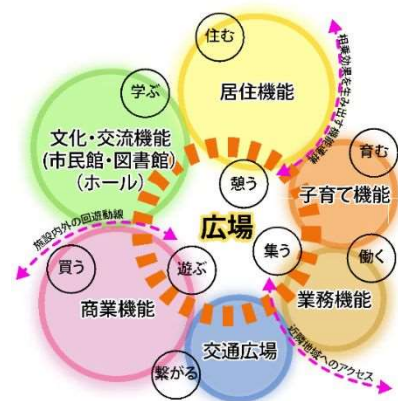 住む
居住機能
学ぶ
文化・交流機能
(市民館・図書館)
(ホール)
相乗効果を生み出す機能連携
育む
子育て機能
憩う
広場
集う
遊ぶ
働く
業務機能
施設内外の回遊動線
買う
商業機能
交通広場
繋がる
近隣地域へのアクセス